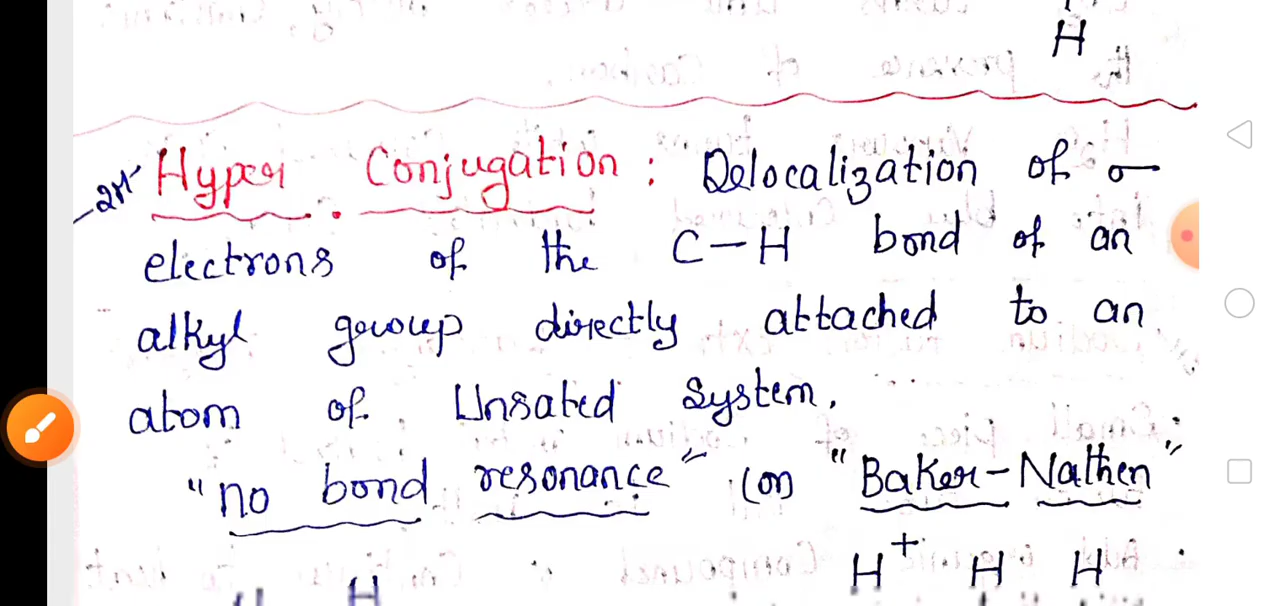 H
-2M- Hyper Conjugation : Delocalization of σ
electrons of the C-H bond of an
alkyl group directly attached to an
atom of Unsated System.
"no bond resonance" (or) "Baker-Nathen"
H+ H H
H